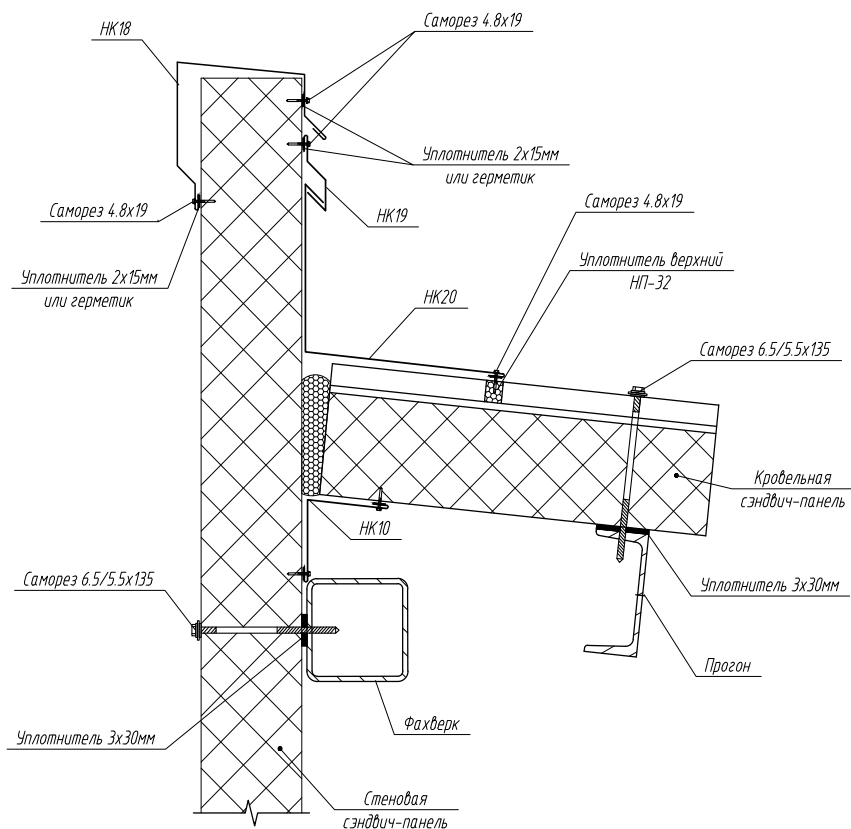 НК18
Саморез 4.8х19
Уплотнитель 2х15мм
или герметик
Саморез 4.8х19
НК19
Саморез 4.8х19
Уплотнитель верхний
НП-32
Уплотнитель 2х15мм
или герметик
НК20
Саморез 6.5/5.5х135
Кровельная
сэндвич-панель
НК10
Саморез 6.5/5.5х135
Уплотнитель 3х30мм
Прогон
Фахверк
Уплотнитель 3х30мм
Стеновая
сэндвич-панель